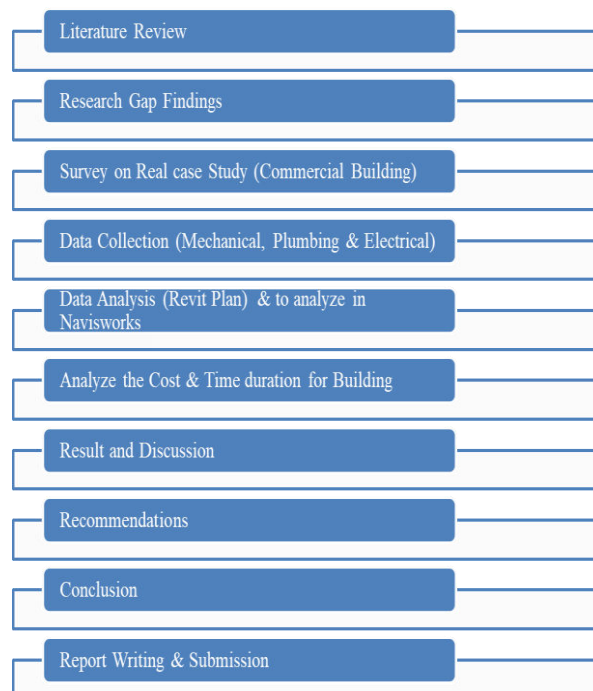 Literature Review
Research Gap Findings
Survey on Real case Study (Commercial Building)
Data Collection (Mechanical, Plumbing & Electrical)
Data Analysis (Revit Plan) & to analyze in
Navisworks
Analyze the Cost & Time duration for Building
Result and Discussion
Recommendations
Conclusion
Report Writing & Submission